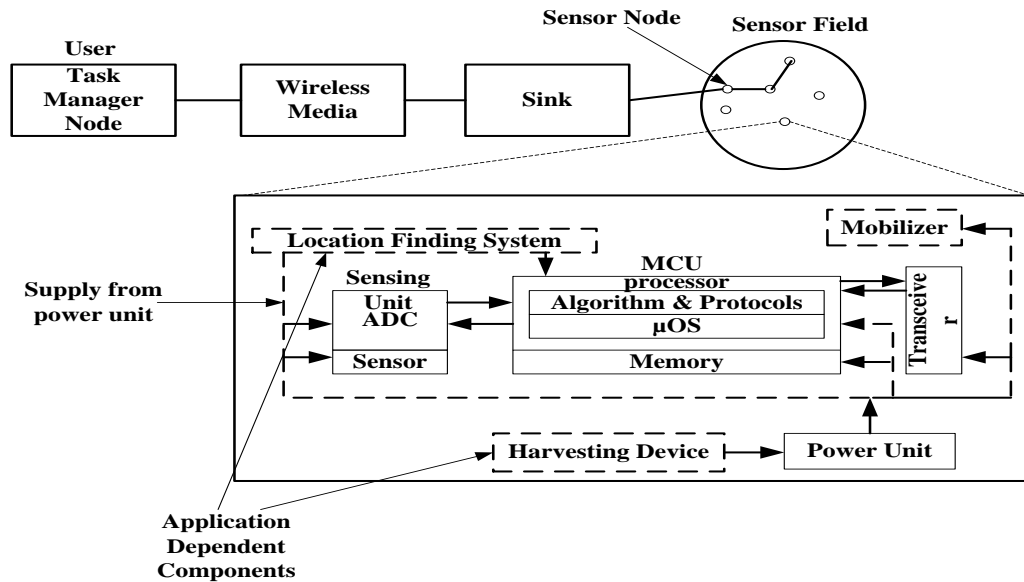 Sensor Node
Sensor Field
User
Task
Manager
Node
Wireless
Media
Sink
Mobilizer
Location Finding System
MCU
processor
Sensing
Unit
ADC
Algorithm & Protocols
μOS
Sensor
Memory
Transceive
r
Supply from
power unit
Harvesting Device
Power Unit
Application
Dependent
Components